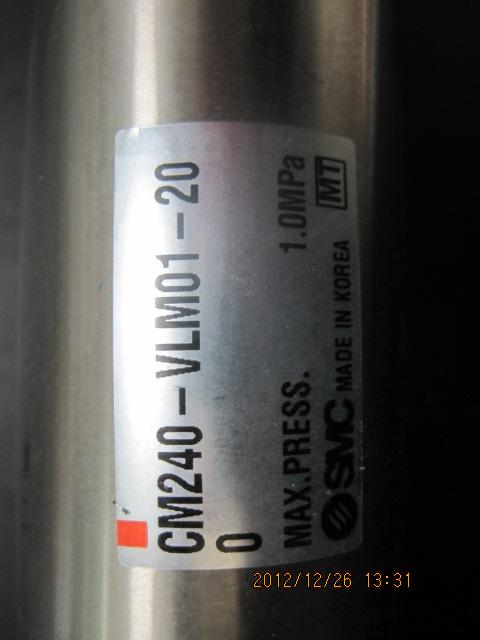 CM240-VLM01-20
0
MAX.PRESS. 1.0MPa
SMC MADE IN KOREA MT
2012/12/26 13:31